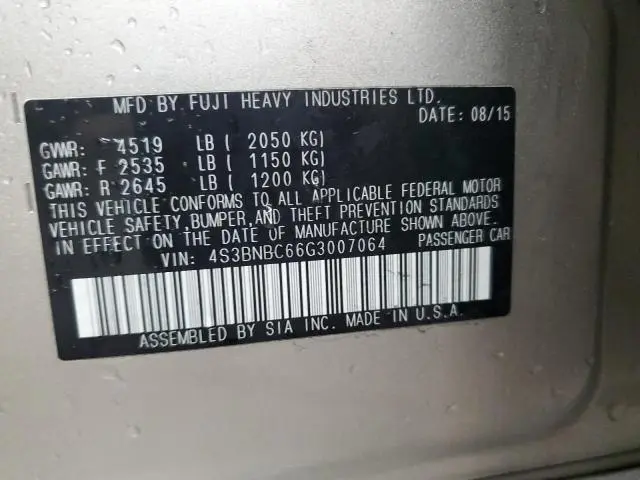 MFD BY FUJI HEAVY INDUSTRIES LTD.
DATE: 08/15
GVWR: 4519 LB ( 2050 KG)
GAWR: F 2535 LB ( 1150 KG)
GAWR: R 2645 LB ( 1200 KG)
THIS VEHICLE CONFORMS TO ALL APPLICABLE FEDERAL MOTOR
VEHICLE SAFETY, BUMPER, AND THEFT PREVENTION STANDARDS
IN EFFECT ON THE DATE OF MANUFACTURE SHOWN ABOVE.
VIN: 4S3BNBC66G3007064 PASSENGER CAR
ASSEMBLED BY SIA INC. MADE IN U.S.A.